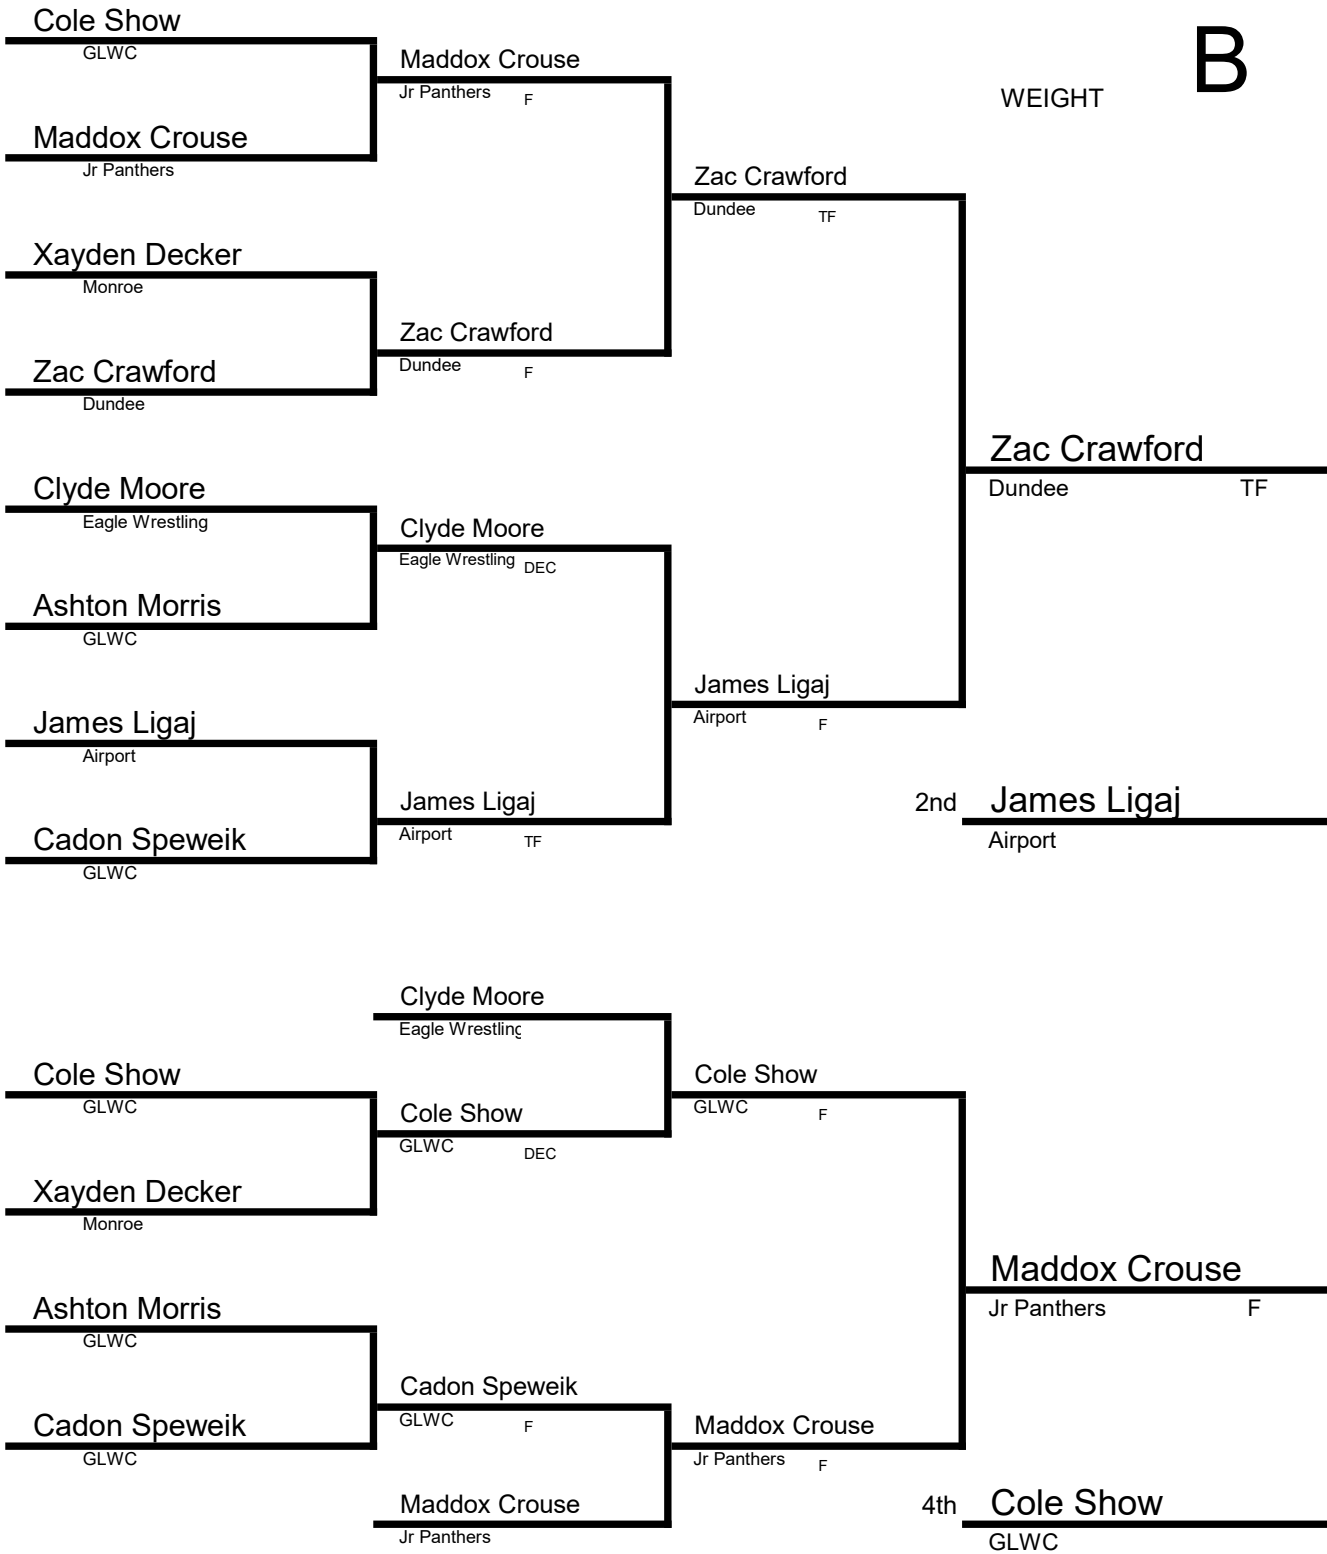 Cole Show
GLWC
Maddox Crouse
Jr Panthers F
B
WEIGHT
Maddox Crouse
Jr Panthers
Zac Crawford
Dundee TF
Xayden Decker
Monroe
Zac Crawford
Dundee F
Zac Crawford
Dundee
Zac Crawford
Dundee TF
Clyde Moore
Eagle Wrestling
Clyde Moore
Eagle Wrestling DEC
Ashton Morris
GLWC
James Ligaj
Airport F
James Ligaj
Airport
James Ligaj
Airport TF
2nd James Ligaj
Airport
Cadon Speweik
GLWC
Clyde Moore
Eagle Wrestling
Cole Show
GLWC
Cole Show
GLWC F
Cole Show
GLWC DEC
Xayden Decker
Monroe
Maddox Crouse
Jr Panthers F
Ashton Morris
GLWC
Cadon Speweik
GLWC F
Cadon Speweik
GLWC
Maddox Crouse
Jr Panthers F
Maddox Crouse
Jr Panthers
4th Cole Show
GLWC